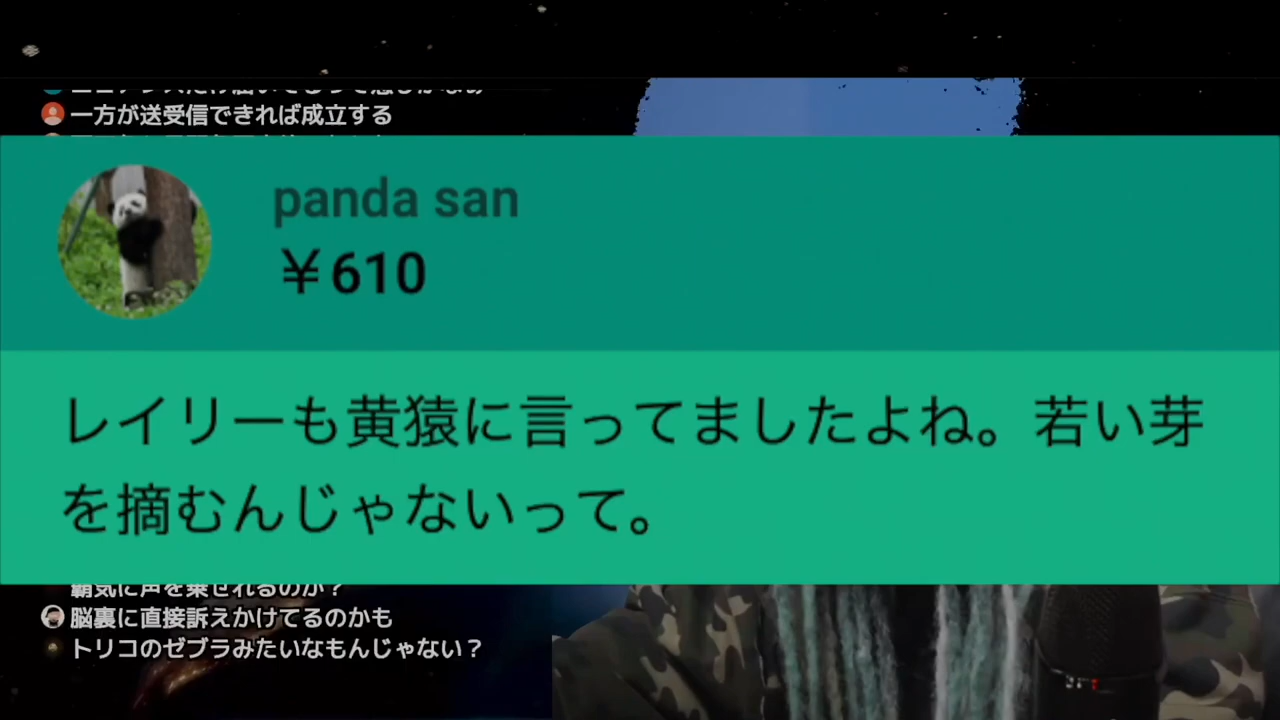 一方が送受信できれば成立する
panda san
￥610
レイリーも黄猿に言ってましたよね。若い芽
を摘むんじゃないって。
覇気に声を乗せれるのか？
脳裏に直接訴えかけてるのかも
トリコのゼブラみたいなもんじゃない？